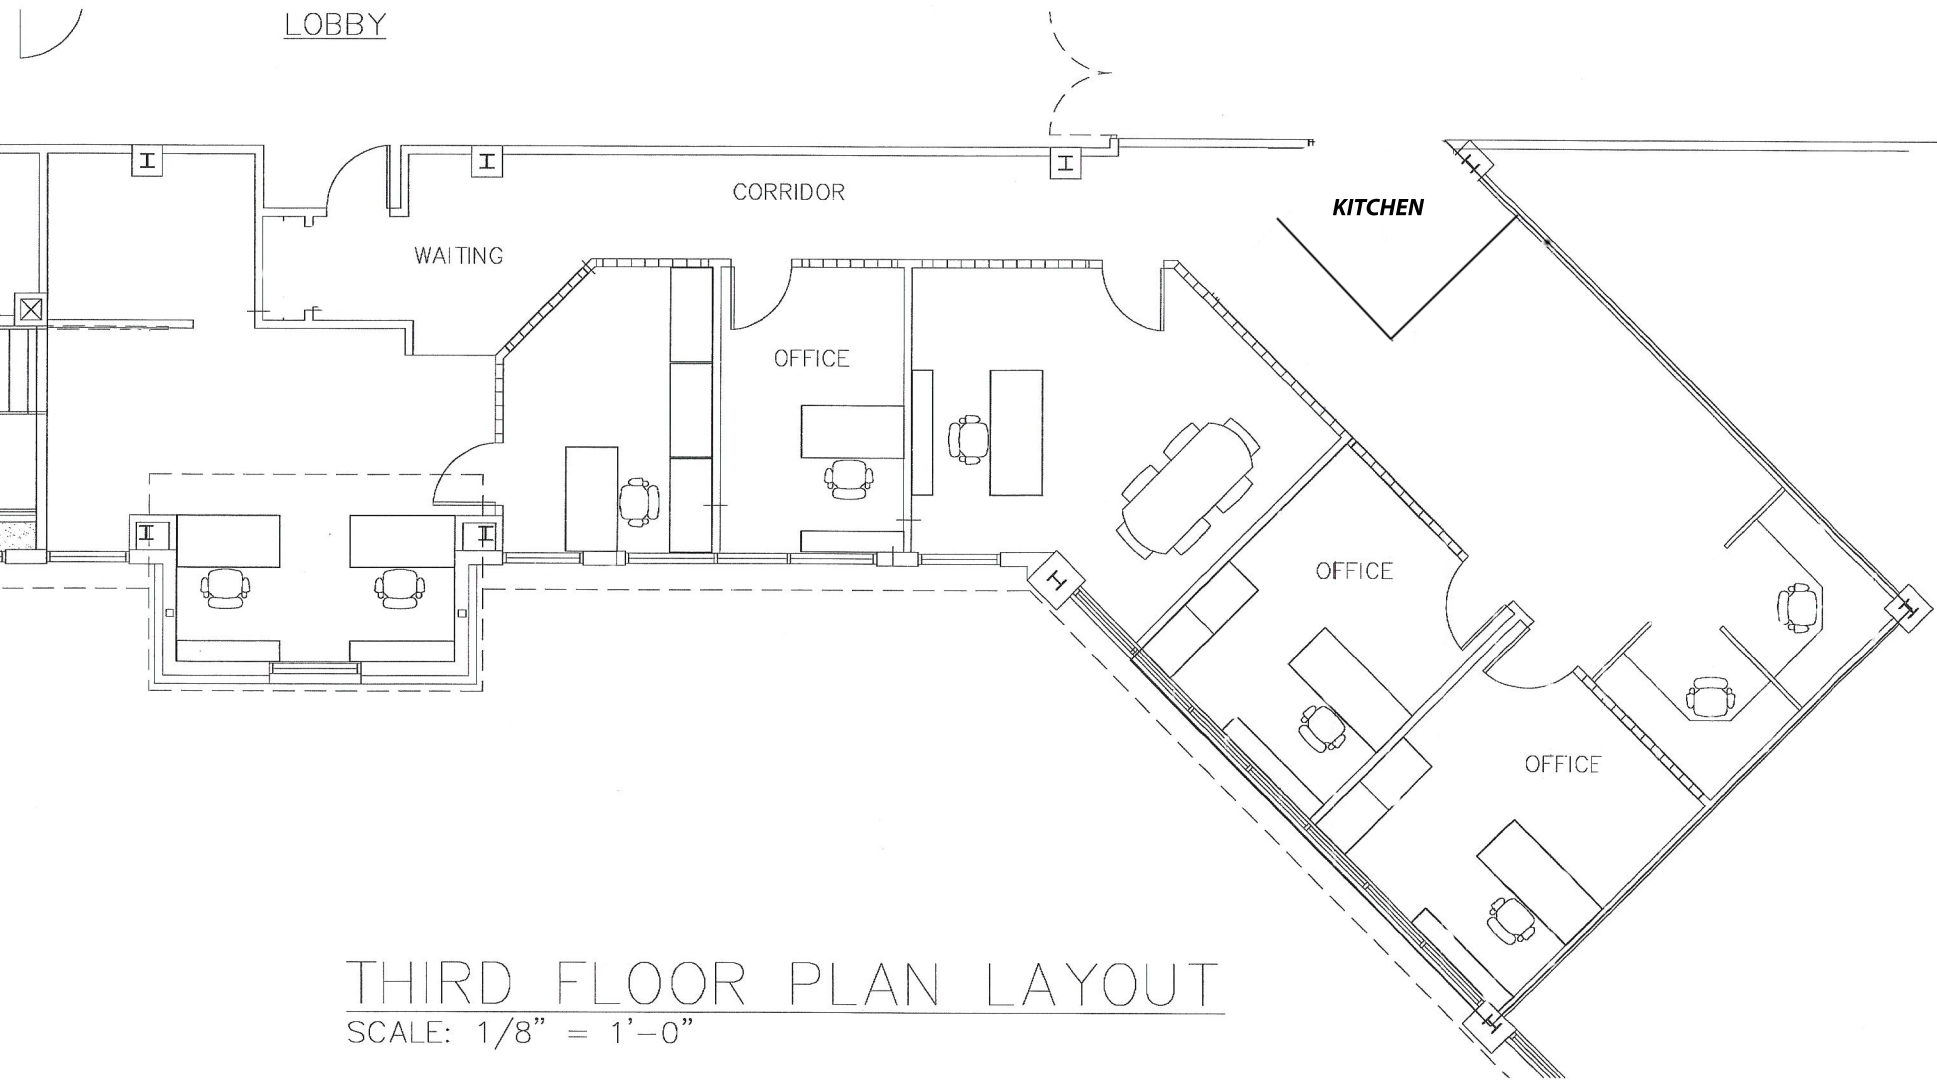 LOBBY
CORRIDOR
KITCHEN
WAITING
OFFICE
OFFICE
OFFICE
THIRD FLOOR PLAN LAYOUT
SCALE: 1/8" = 1'-0"